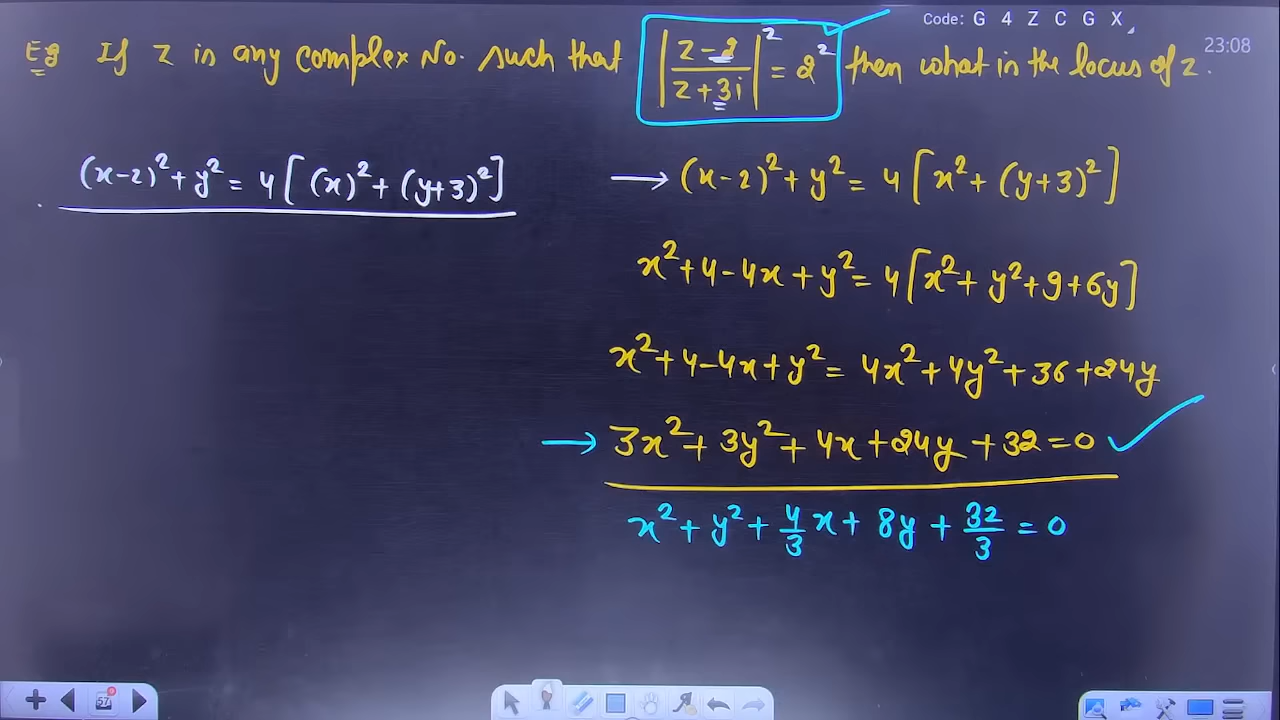 Code: G 4 Z C G X
23:08
Eg If z is any complex No. such that |z-2/z+3i|² = 2² then what is the locus of z.
(x-2)² + y² = 4[(x)² + (y+3)²]
→ (x-2)² + y² = 4[x² + (y+3)²]
x² + 4 - 4x + y² = 4[x² + y² + 9 + 6y]
x² + 4 - 4x + y² = 4x² + 4y² + 36 + 24y
→ 3x² + 3y² + 4x + 24y + 32 = 0 ✓
x² + y² + 4/3 x + 8y + 32/3 = 0
57